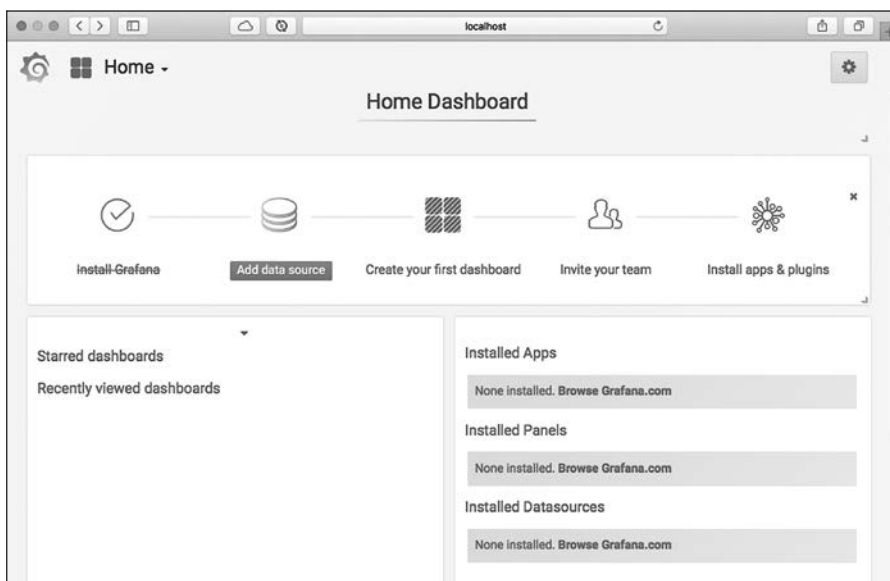 localhost
Home
Home Dashboard
Install Grafana
Add data source
Create your first dashboard
Invite your team
Install apps & plugins
Starred dashboards
Recently viewed dashboards
Installed Apps
None installed. Browse Grafana.com
Installed Panels
None installed. Browse Grafana.com
Installed Datasources
None installed. Browse Grafana.com